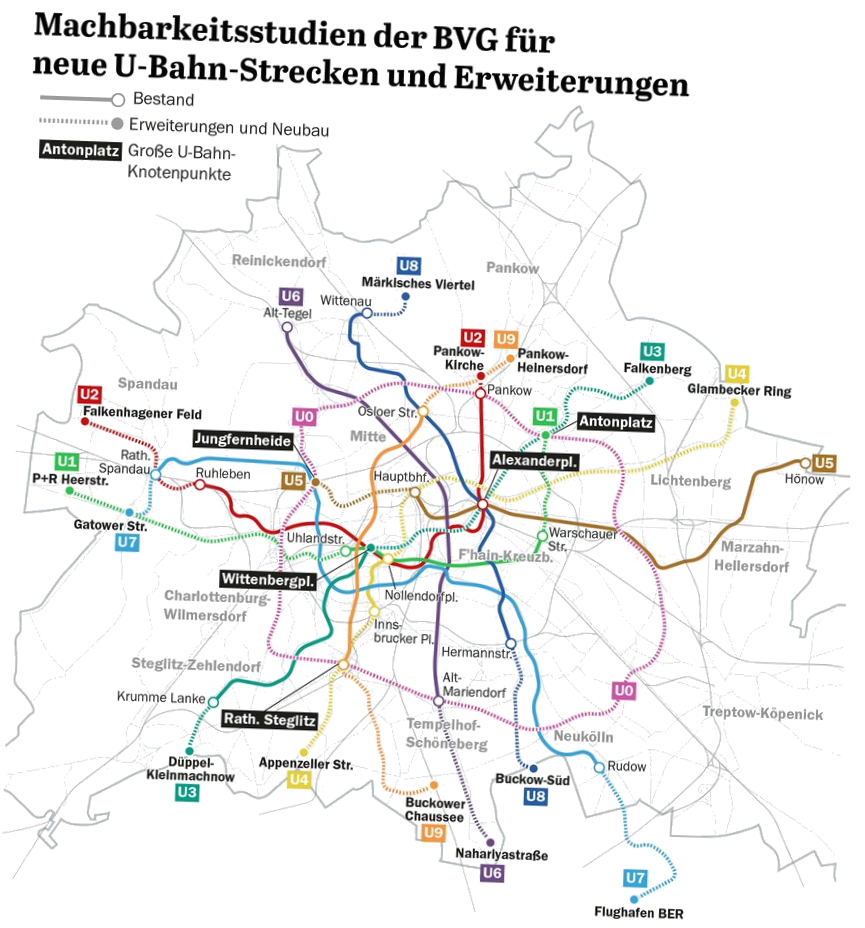 Machbarkeitsstudien der BVG für
neue U-Bahn-Strecken und Erweiterungen
Bestand
Erweiterungen und Neubau
Antonplatz Große U-Bahn-
Knotenpunkte
Reinickendorf
Pankow
U8
Märkisches Viertel
U6
Alt-Tegel
Wittenau
U2
U9
Pankow-
Kirche
Pankow-
Heinersdorf
U3
Falkenberg
U4
Glambecker Ring
Spandau
U2
Falkenhagener Feld
Pankow
U0
Osloer Str.
U1
Antonplatz
Mitte
Jungfernheide
Rath.
Spandau
Alexanderpl.
U1
P+R Heerstr.
Ruhleben
U5
Hauptbhf.
Lichtenberg
U5
Hönow
Gatower Str.
U7
Uhlandstr.
Warschauer
Str.
F'hain-Kreuzb.
Marzahn-
Hellersdorf
Wittenbergpl.
Nollendorfpl.
Charlottenburg-
Wilmersdorf
Inns-
brucker Pl.
Hermannstr.
Steglitz-Zehlendorf
Alt-
Mariendorf
U0
Krumme Lanke
Rath. Steglitz
Tempelhof-
Schöneberg
Neukölln
Treptow-Köpenick
Düppel-
Kleinmachnow
U3
Appenzeller Str.
U4
Buckow-Süd
U8
Rudow
Buckower
Chaussee
U9
Nahariyastraße
U6
U7
Flughafen BER